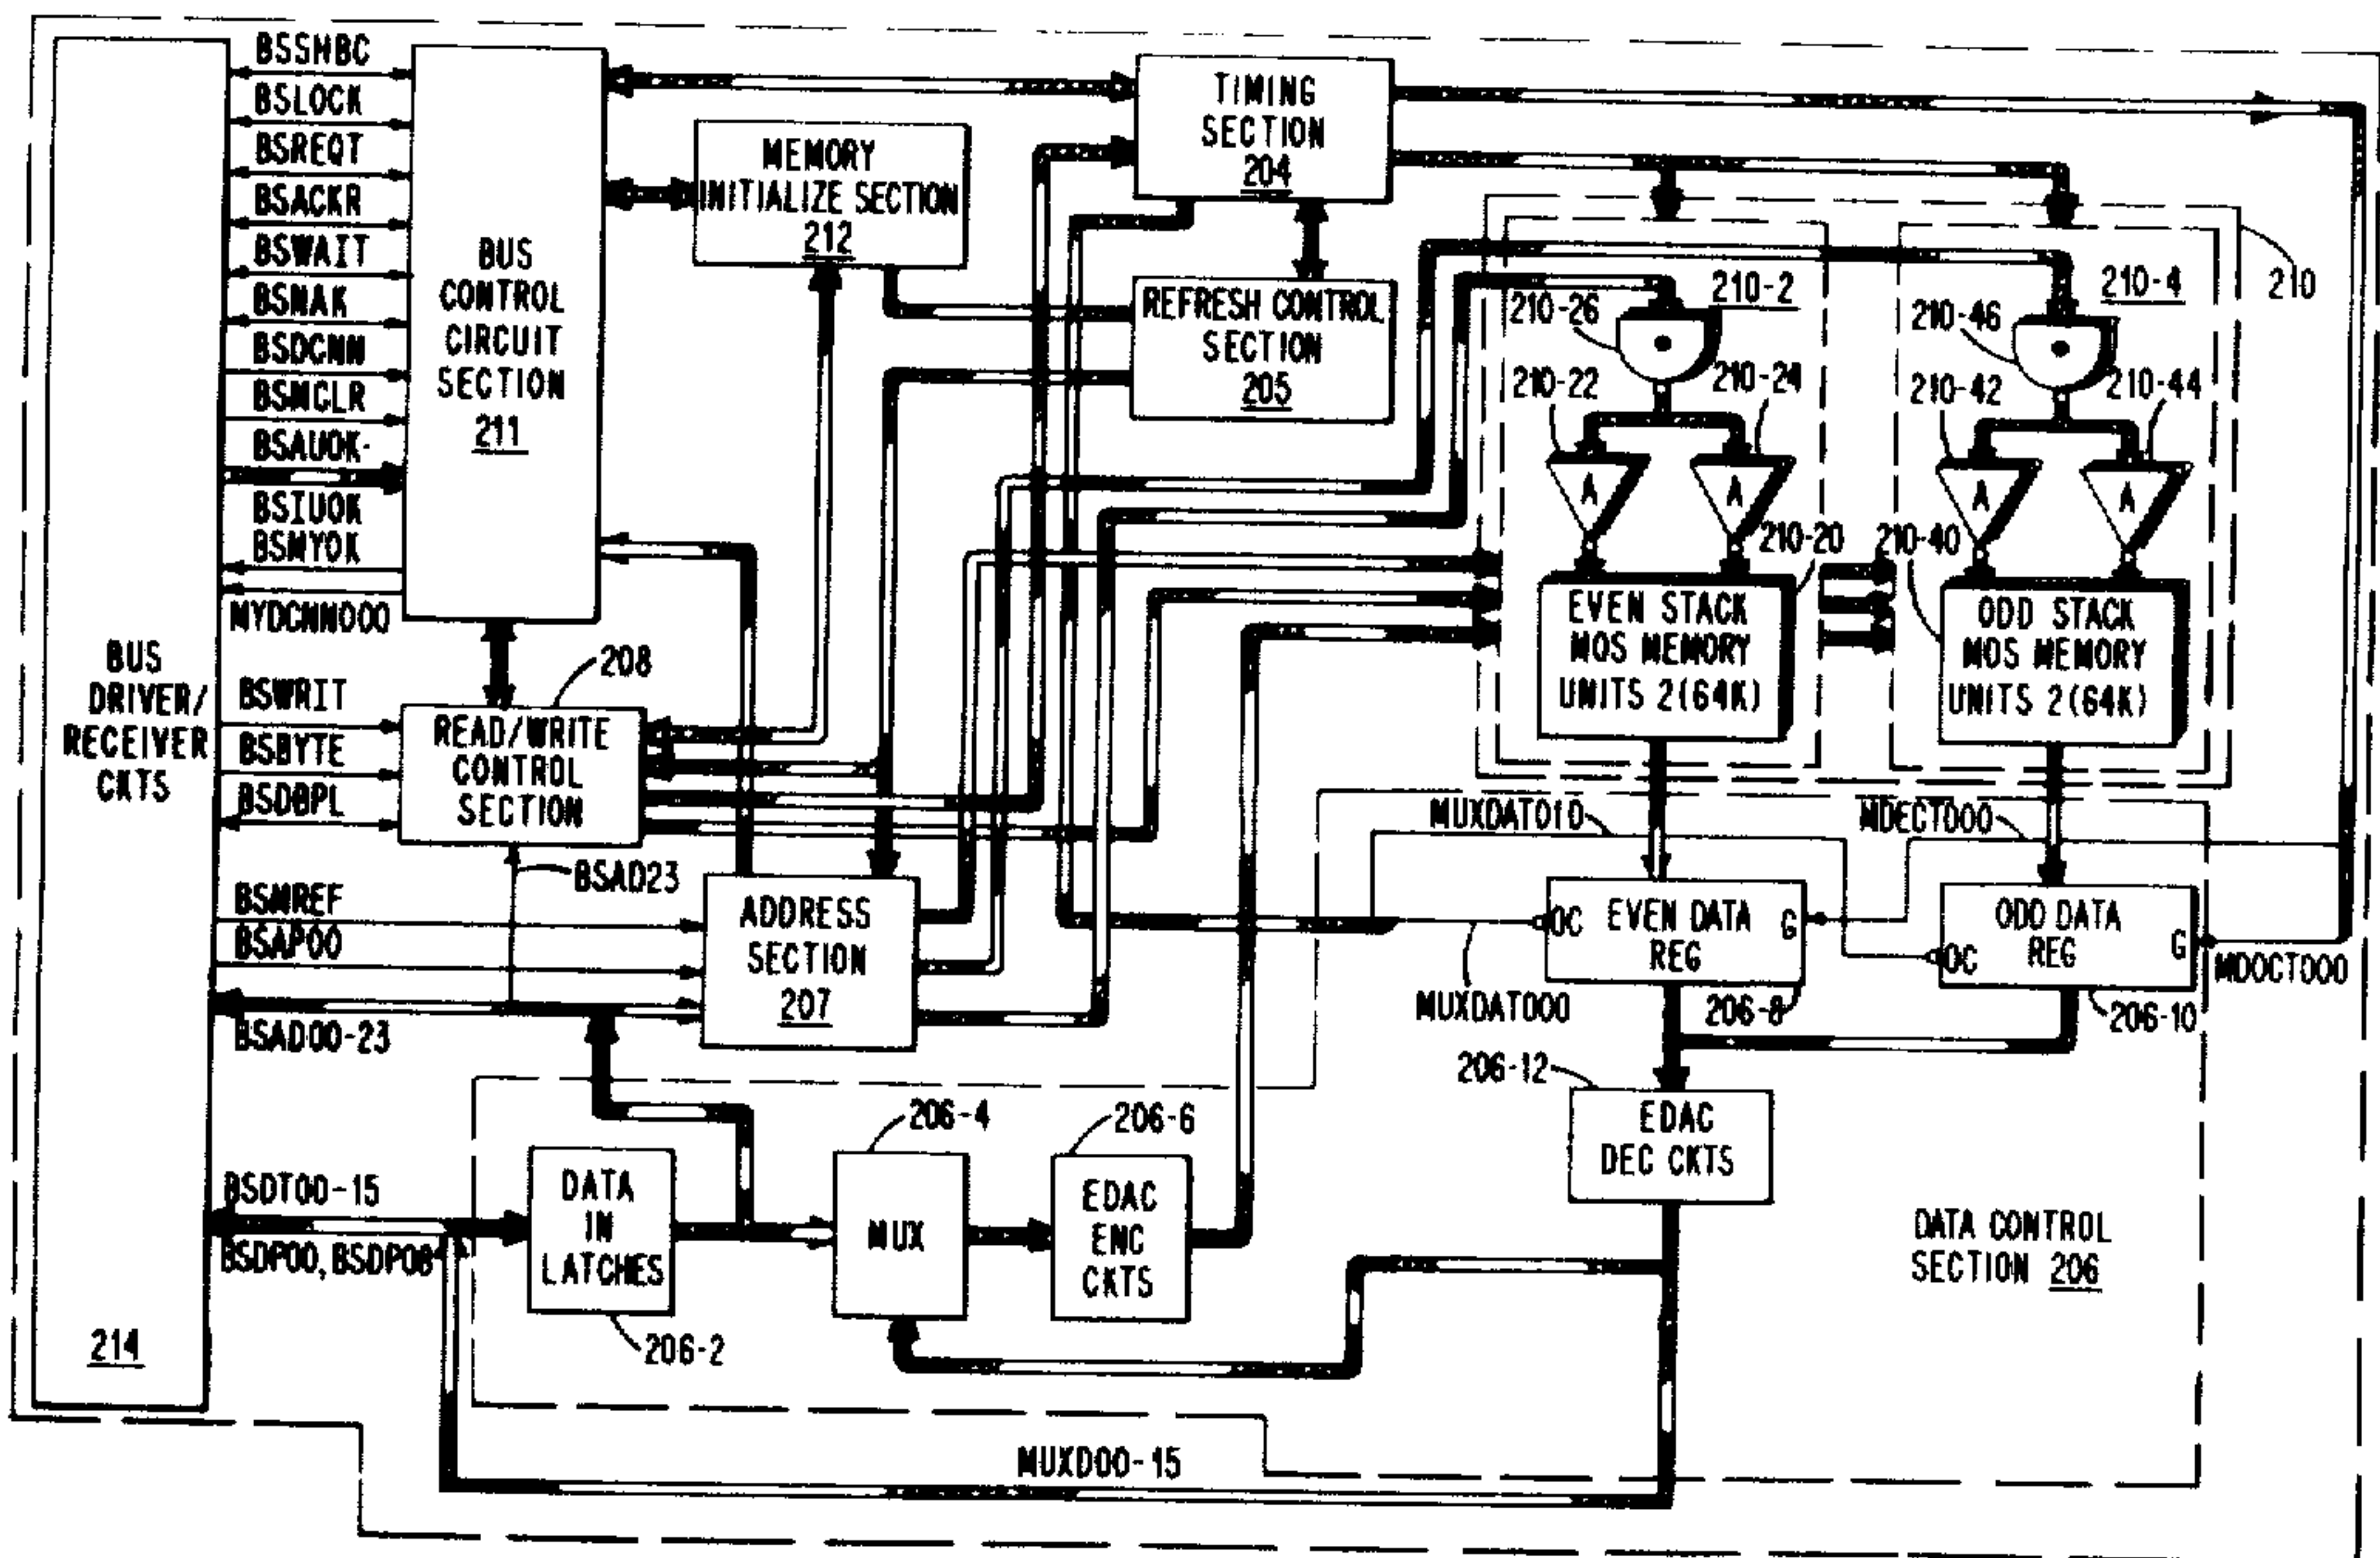 BSSHBC
BSLOCK
BSREQT
BSACKR
BSWAIT
BSNAK
BSDCNN
BSMCLR
BSAUOK-
BSIUOK
BSMYOK
MYDCNN000
BUS
DRIVER/
RECEIVER
CKTS
214
BSWRIT
BSBYTE
BSDBPL
BSMREF
BSAP00
BSAD00-23
BSDT00-15
BSDP00, BSDP08
BUS
CONTROL
CIRCUIT
SECTION
211
MEMORY
INITIALIZE SECTION
212
TIMING
SECTION
204
REFRESH CONTROL
SECTION
205
208
READ/WRITE
CONTROL
SECTION
BSAD23
ADDRESS
SECTION
207
210
210-2
210-26
210-22
210-24
A
A
210-20
EVEN STACK
MOS MEMORY
UNITS 2(64K)
210-4
210-46
210-42
210-44
A
A
210-40
ODD STACK
MOS MEMORY
UNITS 2(64K)
MUXDAT010
MDECT000
OC
EVEN DATA
REG
G
MUXDAT000
206-8
OC
ODD DATA
REG
G
MDOCT000
206-10
206-12
EDAC
DEC CKTS
DATA
IN
LATCHES
206-2
206-4
MUX
206-6
EDAC
ENC
CKTS
DATA CONTROL
SECTION 206
MUXD00-15